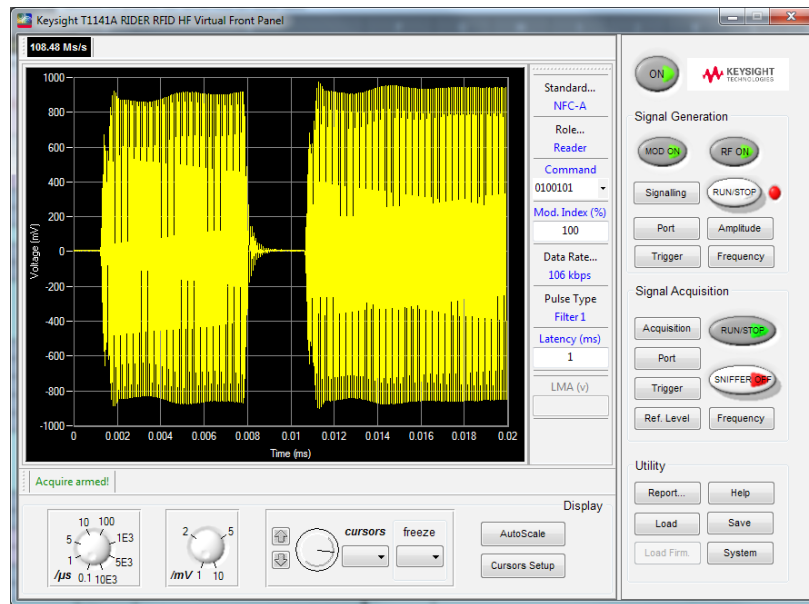 Keysight T1141A RIDER RFID HF Virtual Front Panel
108.48 Ms/s
1000
800
600
400
200
0
-200
-400
-600
-800
-1000
Voltage [mV]
0 0.002 0.004 0.006 0.008 0.01 0.012 0.014 0.016 0.018 0.02
Time (ms)
Standard...
NFC-A
Role...
Reader
Command
0100101
Mod. Index (%)
100
Data Rate...
106 kbps
Pulse Type
Filter 1
Latency (ms)
1
LMA (v)
ON
KEYSIGHT
TECHNOLOGIES
Signal Generation
MOD ON RF ON
Signalling RUN/STOP
Port Amplitude
Trigger Frequency
Signal Acquisition
Acquisition RUN/STOP
Port
Trigger SNIFFER OFF
Ref. Level Frequency
Utility
Report... Help
Load Save
Load Firm. System
Acquire armed!
Display
10 100
5 1E3
1 5E3
/µs 0.1 10E3
2 5
/mV 1 10
cursors freeze
AutoScale
Cursors Setup